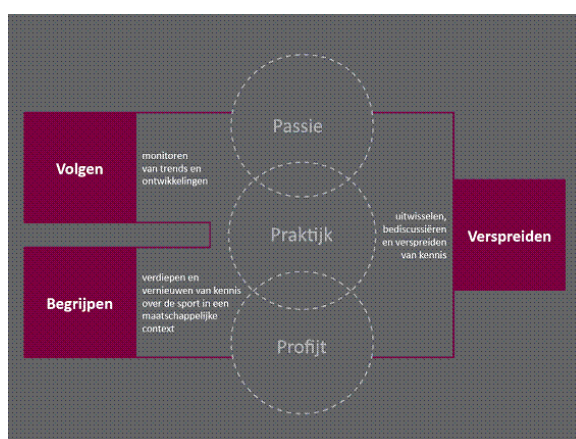 Passie
Volgen
monitoren
van trends en
ontwikkelingen
Praktijk
uitwisselen,
bediscussiëren
en verspreiden
van kennis
Verspreiden
Begrijpen
verdiepen en
vernieuwen van kennis
over de sport in een
maatschappelijke
context
Profijt